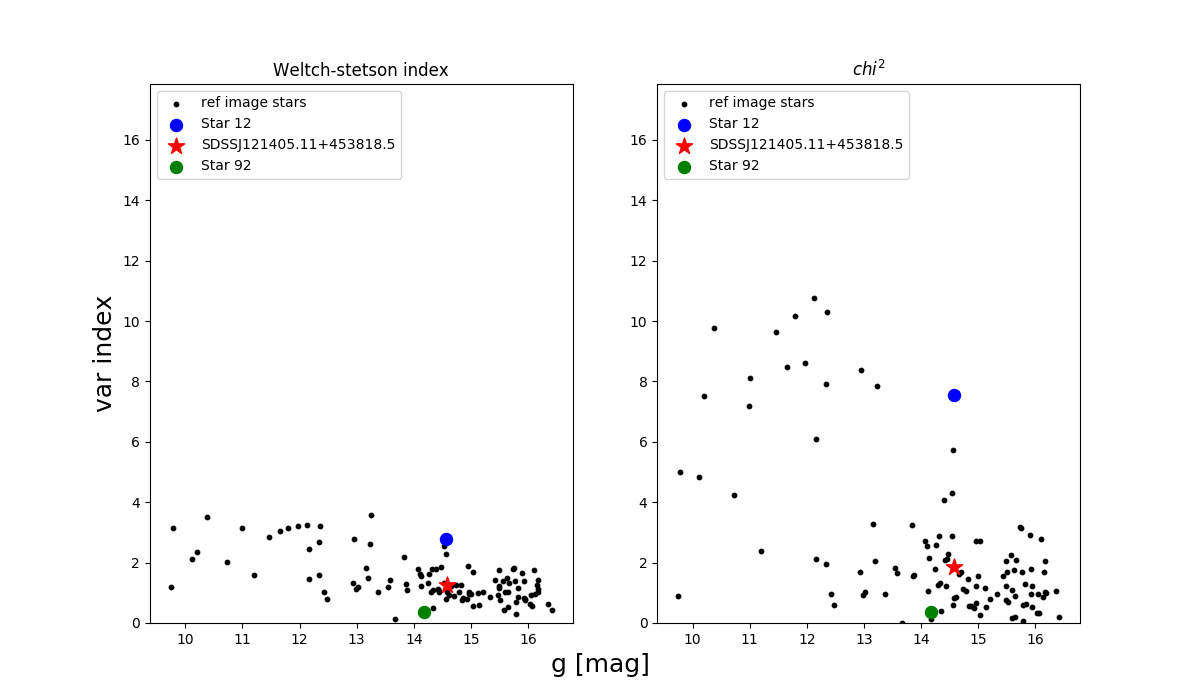 Weltch-stetson index
chi²
ref image stars
Star 12
SDSSJ121405.11+453818.5
Star 92
ref image stars
Star 12
SDSSJ121405.11+453818.5
Star 92
var index
16
14
12
10
8
6
4
2
0
16
14
12
10
8
6
4
2
0
10 11 12 13 14 15 16
10 11 12 13 14 15 16
g [mag]